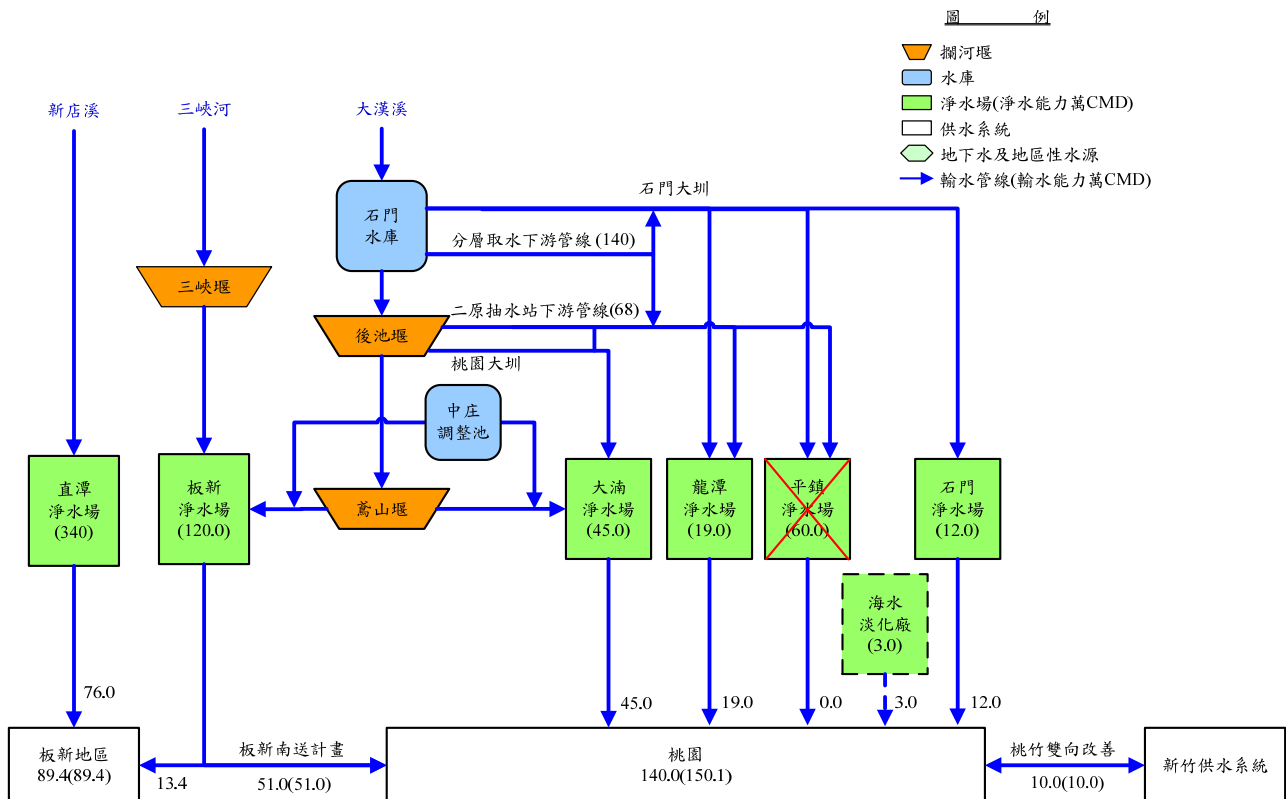 圖 例
攔河堰
水庫
淨水場(淨水能力萬CMD)
供水系統
地下水及地區性水源
輸水管線(輸水能力萬CMD)
新店溪
三峽河
大漢溪
石門大圳
石門
水庫
分層取水下游管線(140)
三峽堰
二原抽水站下游管線(68)
後池堰
桃園大圳
中庄
調整池
直潭
淨水場
(340)
板新
淨水場
(120.0)
鳶山堰
大湳
淨水場
(45.0)
龍潭
淨水場
(19.0)
平鎮
淨水場
(60.0)
石門
淨水場
(12.0)
海水
淡化廠
(3.0)
76.0
45.0
19.0
0.0
3.0
12.0
板新地區
89.4(89.4)
13.4
板新南送計畫
51.0(51.0)
桃園
140.0(150.1)
桃竹雙向改善
10.0(10.0)
新竹供水系統